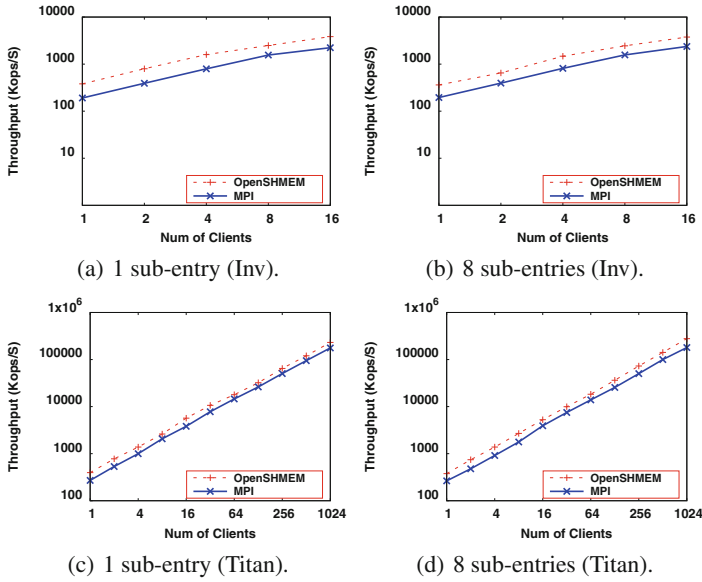 10000
1000
100
10
Throughput (Kops/S)
OpenSHMEM
MPI
1 2 4 8 16
Num of Clients
(a) 1 sub-entry (Inv).
10000
1000
100
10
Throughput (Kops/S)
OpenSHMEM
MPI
1 2 4 8 16
Num of Clients
(b) 8 sub-entries (Inv).
1x10^6
100000
10000
1000
100
Throughput (Kops/S)
OpenSHMEM
MPI
1 4 16 64 256 1024
Num of Clients
(c) 1 sub-entry (Titan).
1x10^6
100000
10000
1000
100
Throughput (Kops/S)
OpenSHMEM
MPI
1 4 16 64 256 1024
Num of Clients
(d) 8 sub-entries (Titan).